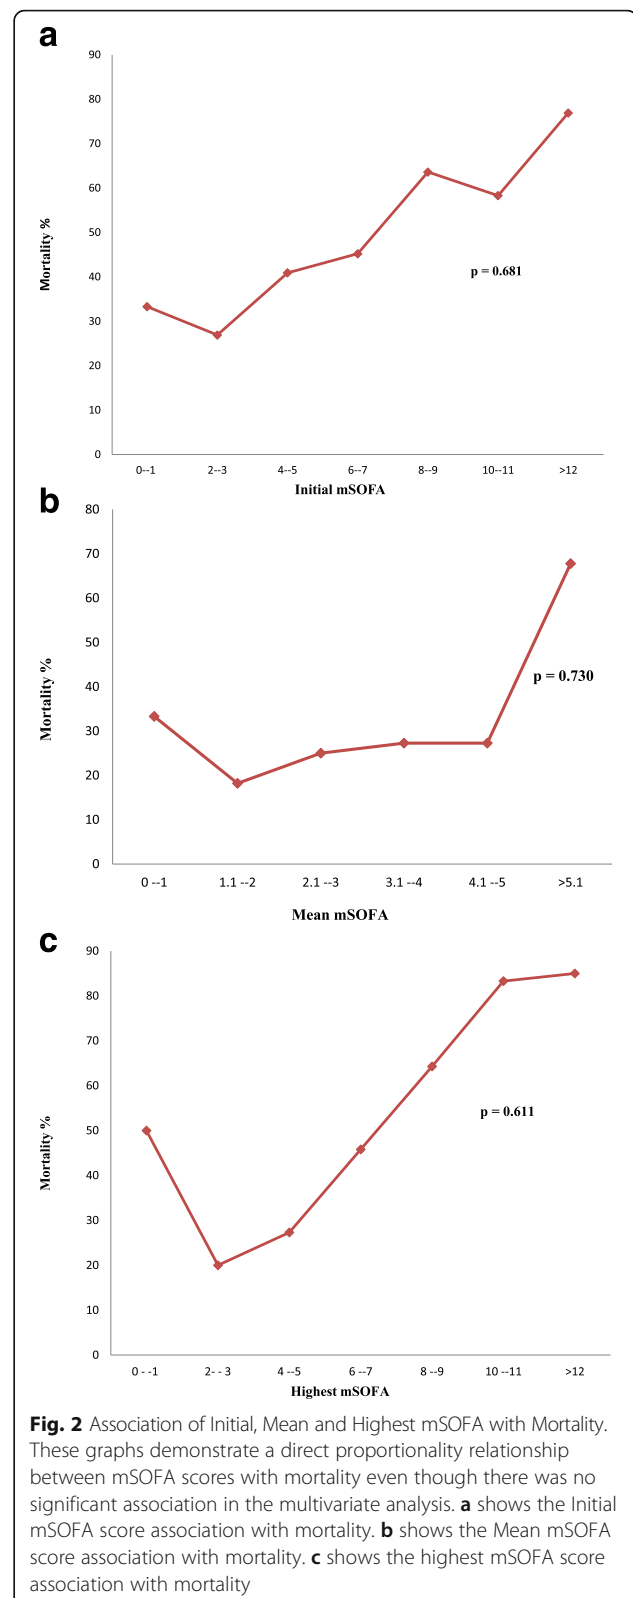 a
90
80
70
60
50
40
30
20
10
0
Mortality %
p = 0.681
0--1 2--3 4--5 6--7 8--9 10--11 >12
Initial mSOFA
b
80
70
60
50
40
30
20
10
0
Mortality %
p = 0.730
0 --1 1.1 --2 2.1 --3 3.1 --4 4.1 --5 >5.1
Mean mSOFA
c
90
80
70
60
50
40
30
20
10
0
Mortality %
p = 0.611
0 - -1 2- - 3 4 --5 6 --7 8 --9 10 --11 >12
Highest mSOFA
Fig. 2 Association of Initial, Mean and Highest mSOFA with Mortality.
These graphs demonstrate a direct proportionality relationship
between mSOFA scores with mortality even though there was no
significant association in the multivariate analysis. a shows the Initial
mSOFA score association with mortality. b shows the Mean mSOFA
score association with mortality. c shows the highest mSOFA score
association with mortality